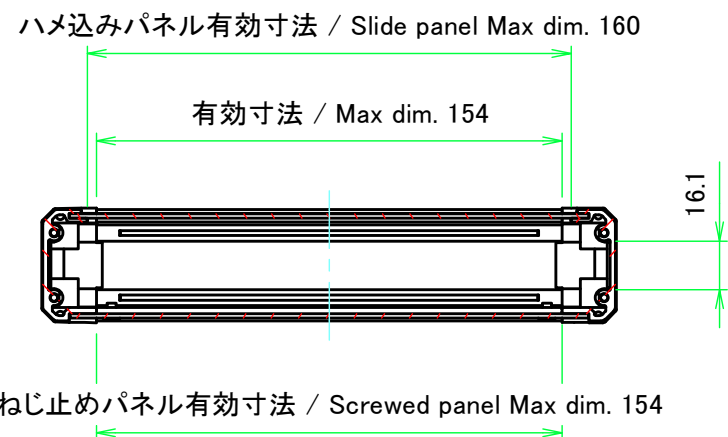 ハメ込みパネル有効寸法 / Slide panel Max dim. 160
有効寸法 / Max dim. 154
16.1
ねじ止めパネル有効寸法 / Screwed panel Max dim. 154